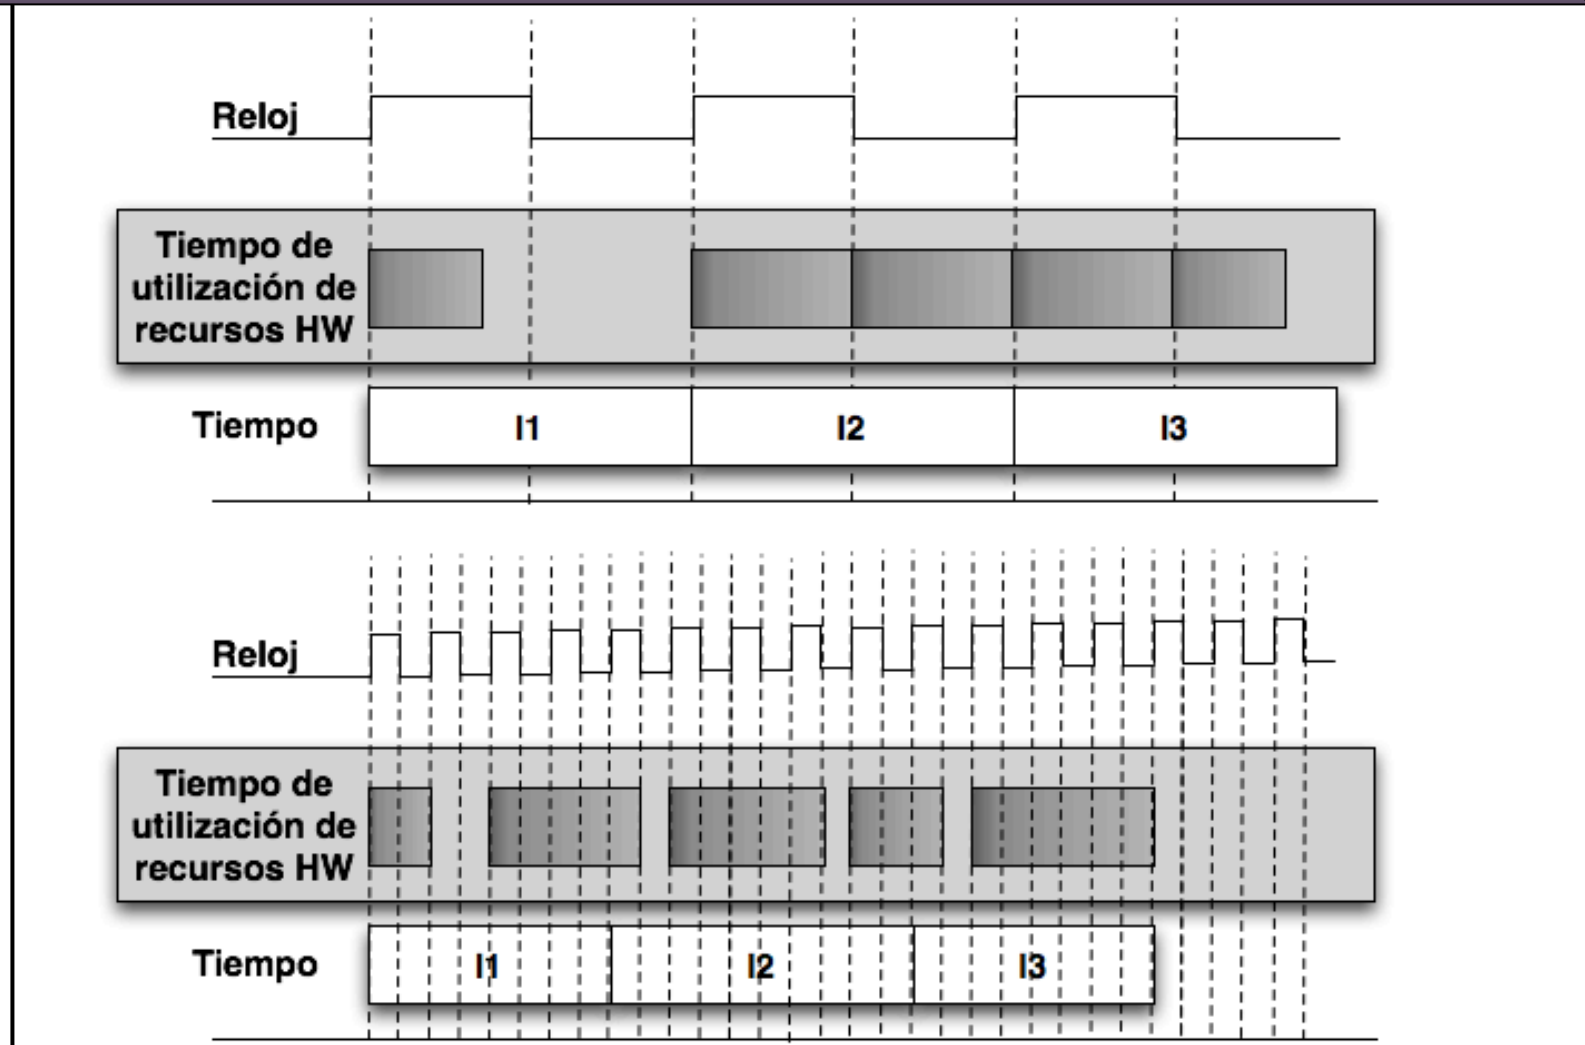 Reloj
Tiempo de
utilización de
recursos HW
Tiempo
I1
I2
I3
Reloj
Tiempo de
utilización de
recursos HW
Tiempo
I1
I2
I3